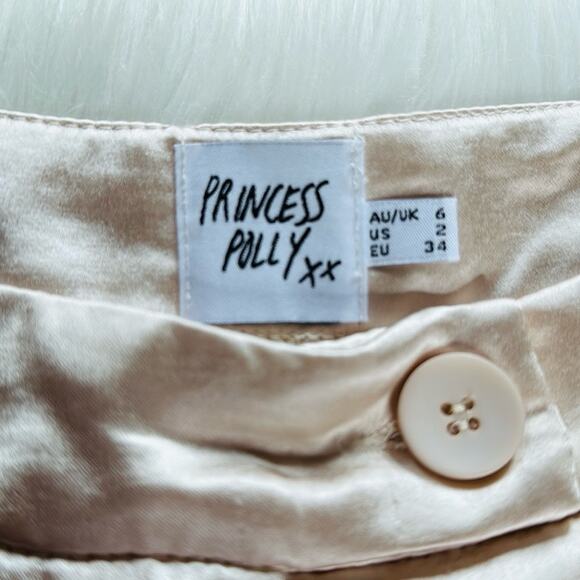 PRINCESS
POLLY xx
AU/UK 6
US 2
EU 34